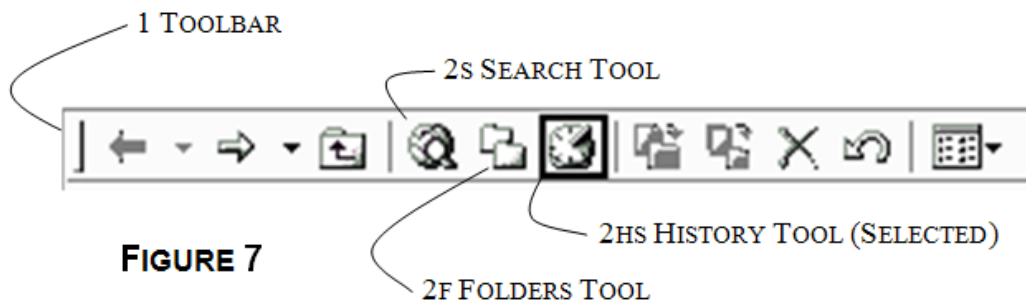 1 TOOLBAR
2S SEARCH TOOL
2HS HISTORY TOOL (SELECTED)
FIGURE 7
2F FOLDERS TOOL